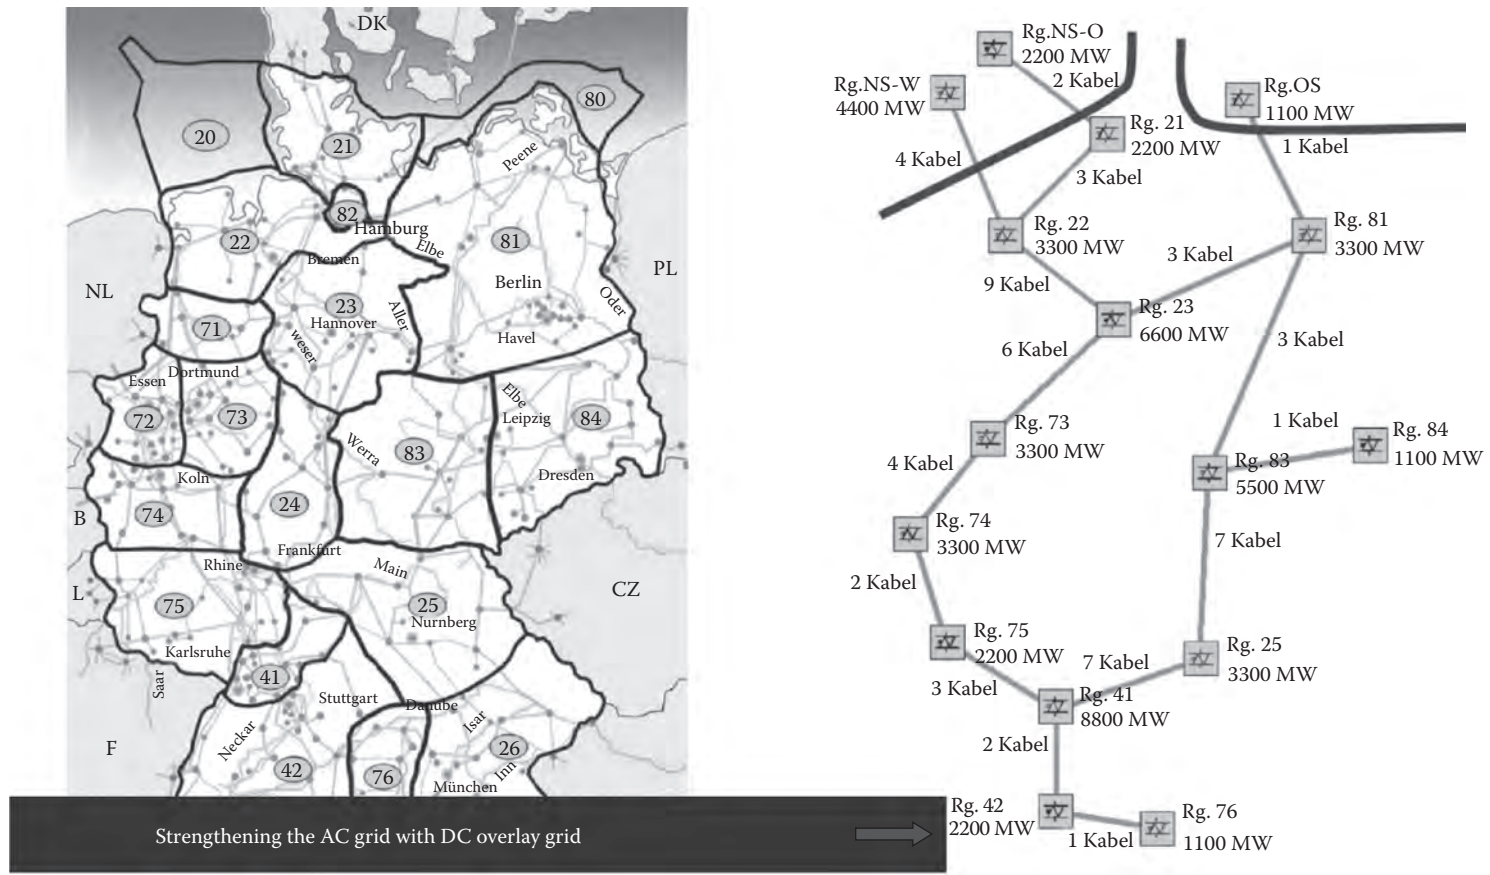 DK
80
20
21
Peene
82
Hamburg
22
81
Elbe
Bremen
PL
NL
Berlin
23
Aller
Oder
71
Hannover
weser
Havel
Dortmund
Essen
Elbe
72
73
Leipzig
84
Werra
83
Koln
Dresden
74
24
B
Frankfurt
Rhine
Main
L
CZ
75
25
Nurnberg
Karlsruhe
Saar
41
Stuttgart
Danube
Neckar
Isar
F
26
42
76
Inn
München
Strengthening the AC grid with DC overlay grid
Rg.NS-O
2200 MW
2 Kabel
Rg.NS-W
4400 MW
Rg.OS
1100 MW
1 Kabel
Rg. 21
2200 MW
4 Kabel
3 Kabel
Rg. 22
3300 MW
Rg. 81
3300 MW
3 Kabel
9 Kabel
Rg. 23
6600 MW
6 Kabel
3 Kabel
Rg. 73
3300 MW
1 Kabel
Rg. 84
1100 MW
4 Kabel
Rg. 83
5500 MW
Rg. 74
3300 MW
7 Kabel
2 Kabel
Rg. 75
2200 MW
7 Kabel
Rg. 25
3300 MW
3 Kabel
Rg. 41
8800 MW
2 Kabel
Rg. 42
2200 MW
1 Kabel
Rg. 76
1100 MW